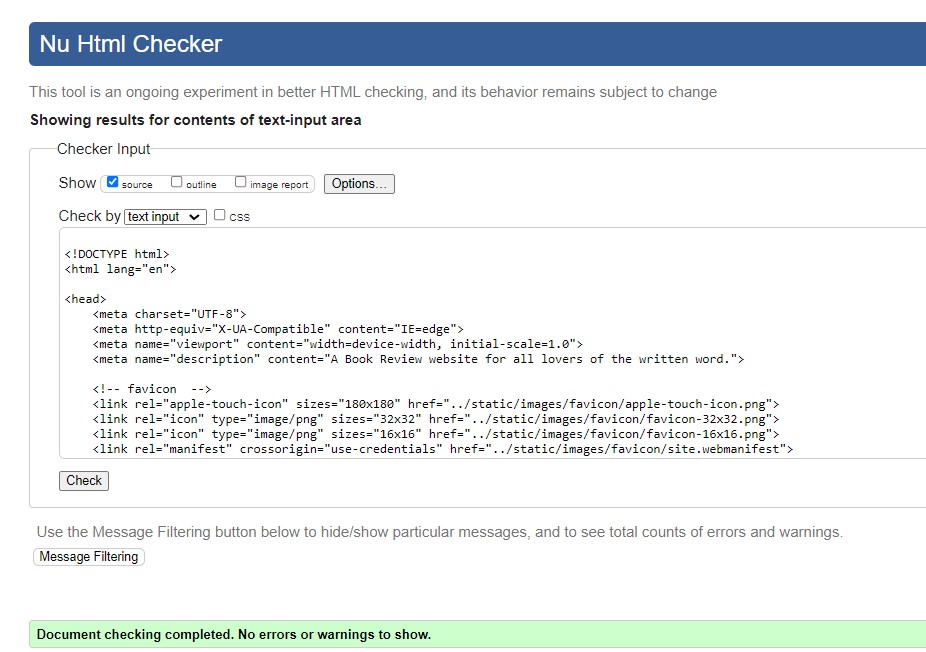 Nu Html Checker
This tool is an ongoing experiment in better HTML checking, and its behavior remains subject to change
Showing results for contents of text-input area
Checker Input
Show source outline image report Options...
Check by text input css
<!DOCTYPE html>
<html lang="en">
<head>
    <meta charset="UTF-8">
    <meta http-equiv="X-UA-Compatible" content="IE=edge">
    <meta name="viewport" content="width=device-width, initial-scale=1.0">
    <meta name="description" content="A Book Review website for all lovers of the written word.">
    <!-- favicon  -->
    <link rel="apple-touch-icon" sizes="180x180" href="../static/images/favicon/apple-touch-icon.png">
    <link rel="icon" type="image/png" sizes="32x32" href="../static/images/favicon/favicon-32x32.png">
    <link rel="icon" type="image/png" sizes="16x16" href="../static/images/favicon/favicon-16x16.png">
    <link rel="manifest" crossorigin="use-credentials" href="../static/images/favicon/site.webmanifest">
Check
Use the Message Filtering button below to hide/show particular messages, and to see total counts of errors and warnings.
Message Filtering
Document checking completed. No errors or warnings to show.